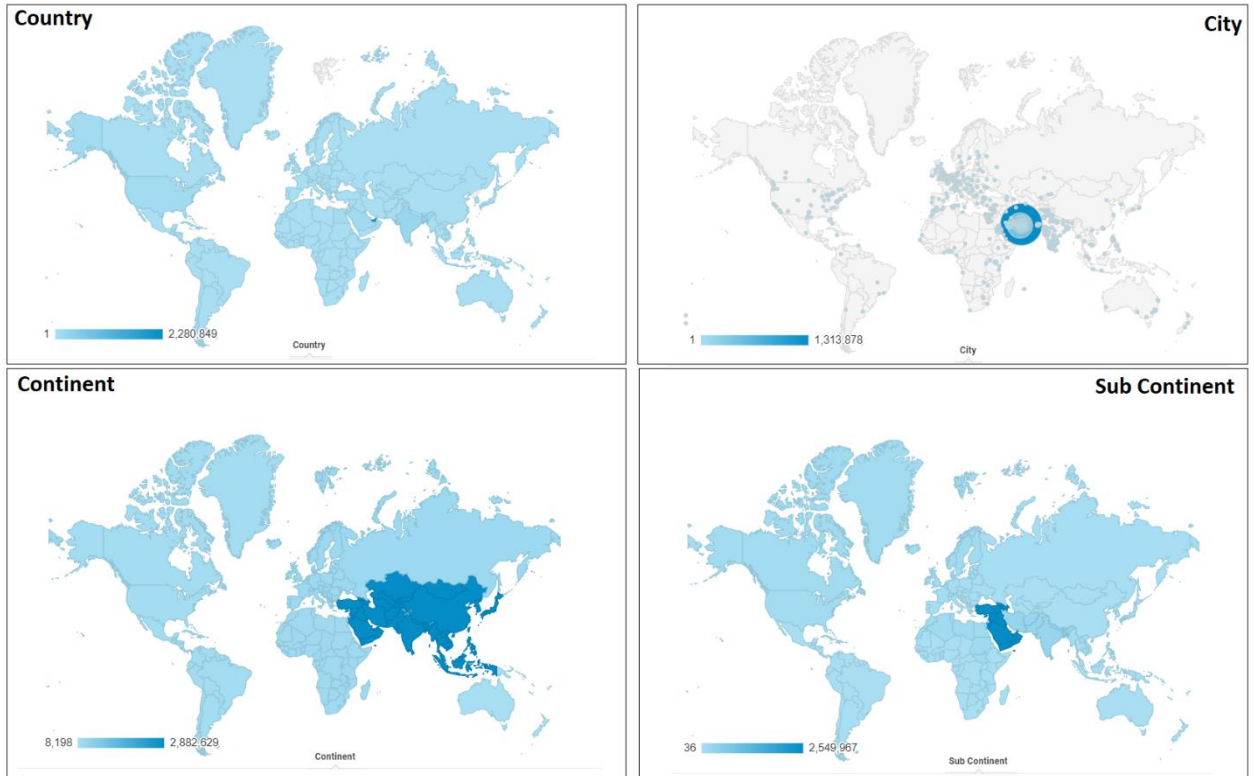 Country
City
1 2,280,849
Country
1 1,313,878
City
Continent
Sub Continent
8,198 2,882,629
Continent
36 2,549,967
Sub Continent